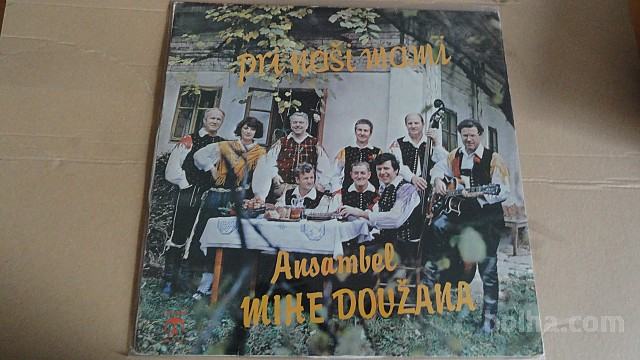 pri naši mami
Ansambel
MIHE DOVŽANA
bolha.com